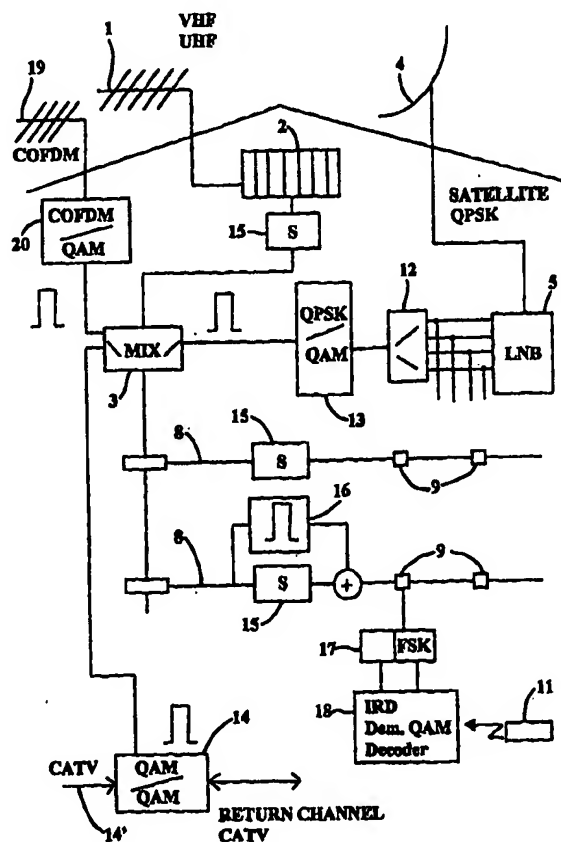 VHF
UHF
1
19
4
COFDM
2
COFDM
QAM
20
15
S
SATELLITE
QPSK
12
5
MIX
3
QPSK
QAM
13
LNB
8
15
S
9
16
8
S
15
+
9
17
FSK
18
IRD
Dem. QAM
Decoder
11
CATV
14'
QAM
QAM
14
RETURN CHANNEL
CATV